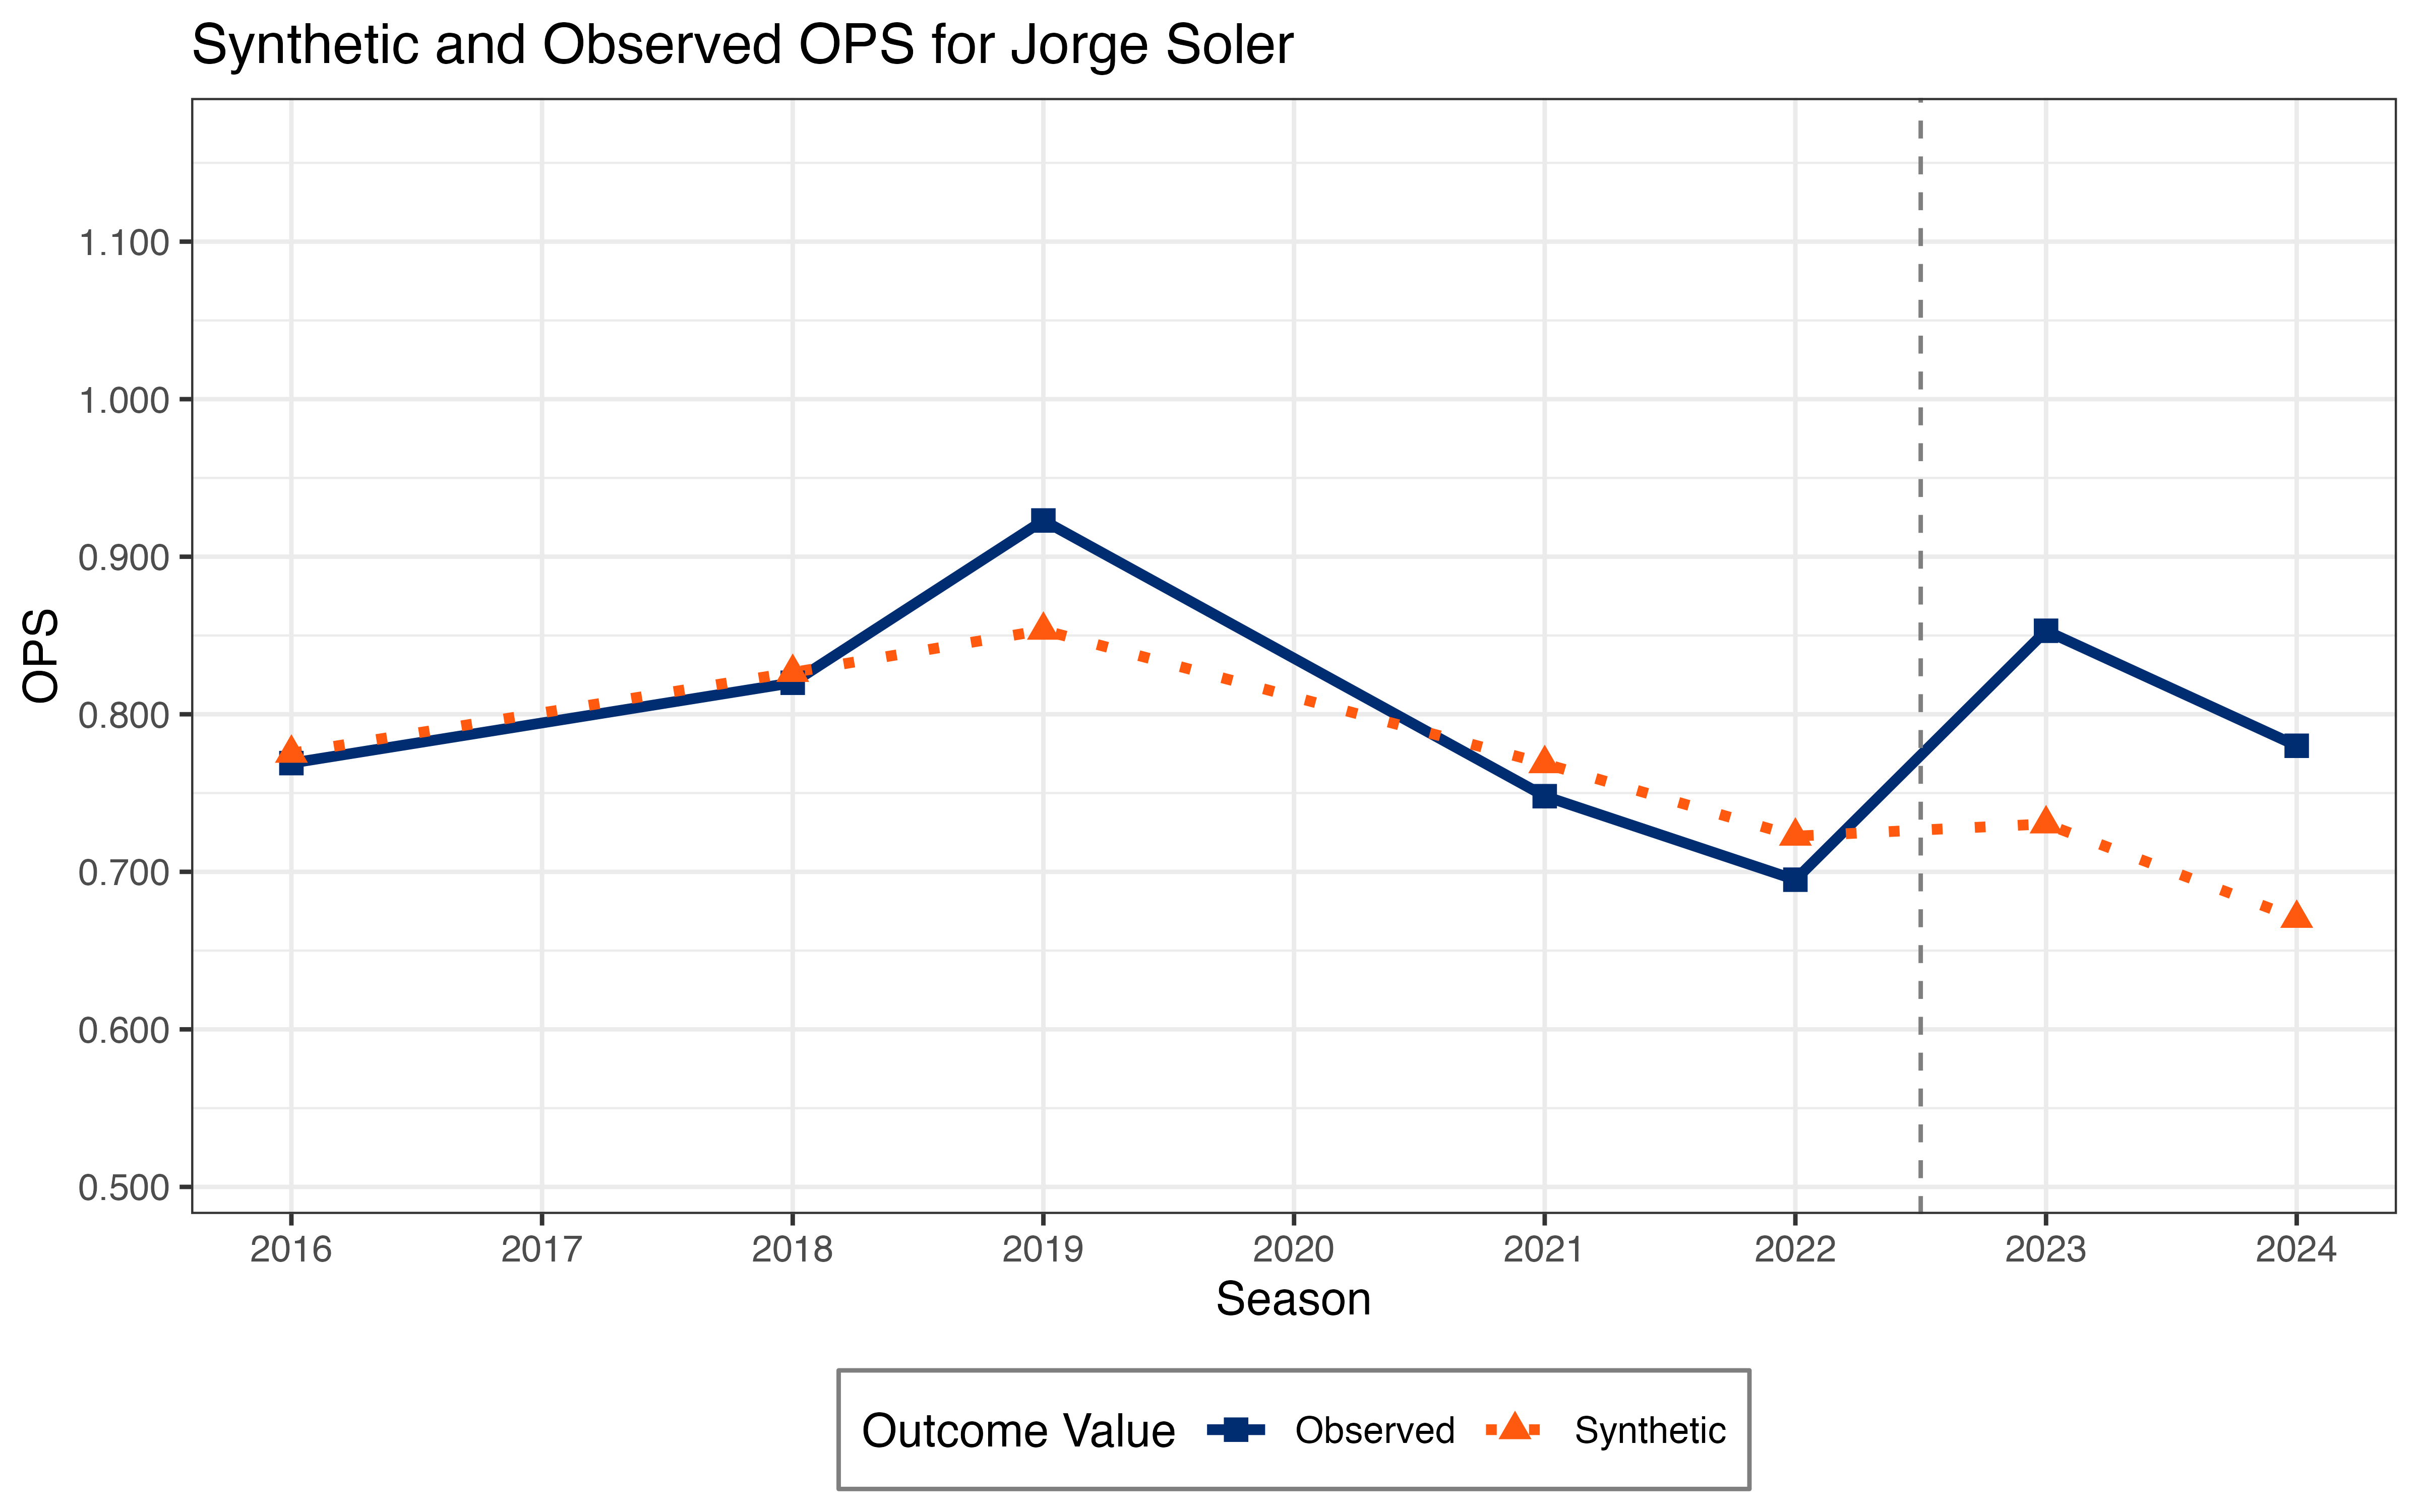 Synthetic and Observed OPS for Jorge Soler
OPS
1.100
1.000
0.900
0.800
0.700
0.600
0.500
2016 2017 2018 2019 2020 2021 2022 2023 2024
Season
Outcome Value Observed Synthetic